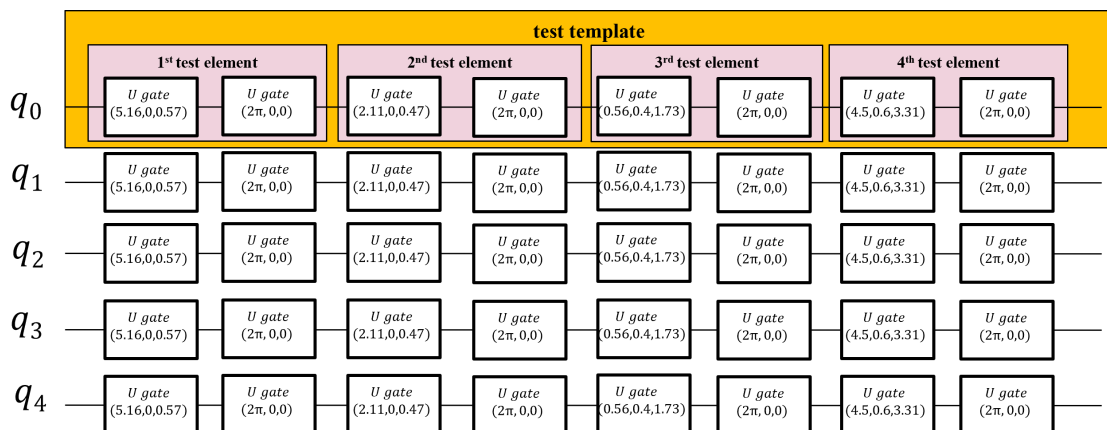 test template
1st test element 2nd test element 3rd test element 4th test element
q0 U gate U gate U gate U gate U gate U gate U gate U gate
(5.16,0,0.57) (2π, 0,0) (2.11,0,0.47) (2π, 0,0) (0.56,0.4,1.73) (2π, 0,0) (4.5,0.6,3.31) (2π, 0,0)
q1 U gate U gate U gate U gate U gate U gate U gate U gate
(5.16,0,0.57) (2π, 0,0) (2.11,0,0.47) (2π, 0,0) (0.56,0.4,1.73) (2π, 0,0) (4.5,0.6,3.31) (2π, 0,0)
q2 U gate U gate U gate U gate U gate U gate U gate U gate
(5.16,0,0.57) (2π, 0,0) (2.11,0,0.47) (2π, 0,0) (0.56,0.4,1.73) (2π, 0,0) (4.5,0.6,3.31) (2π, 0,0)
q3 U gate U gate U gate U gate U gate U gate U gate U gate
(5.16,0,0.57) (2π, 0,0) (2.11,0,0.47) (2π, 0,0) (0.56,0.4,1.73) (2π, 0,0) (4.5,0.6,3.31) (2π, 0,0)
q4 U gate U gate U gate U gate U gate U gate U gate U gate
(5.16,0,0.57) (2π, 0,0) (2.11,0,0.47) (2π, 0,0) (0.56,0.4,1.73) (2π, 0,0) (4.5,0.6,3.31) (2π, 0,0)